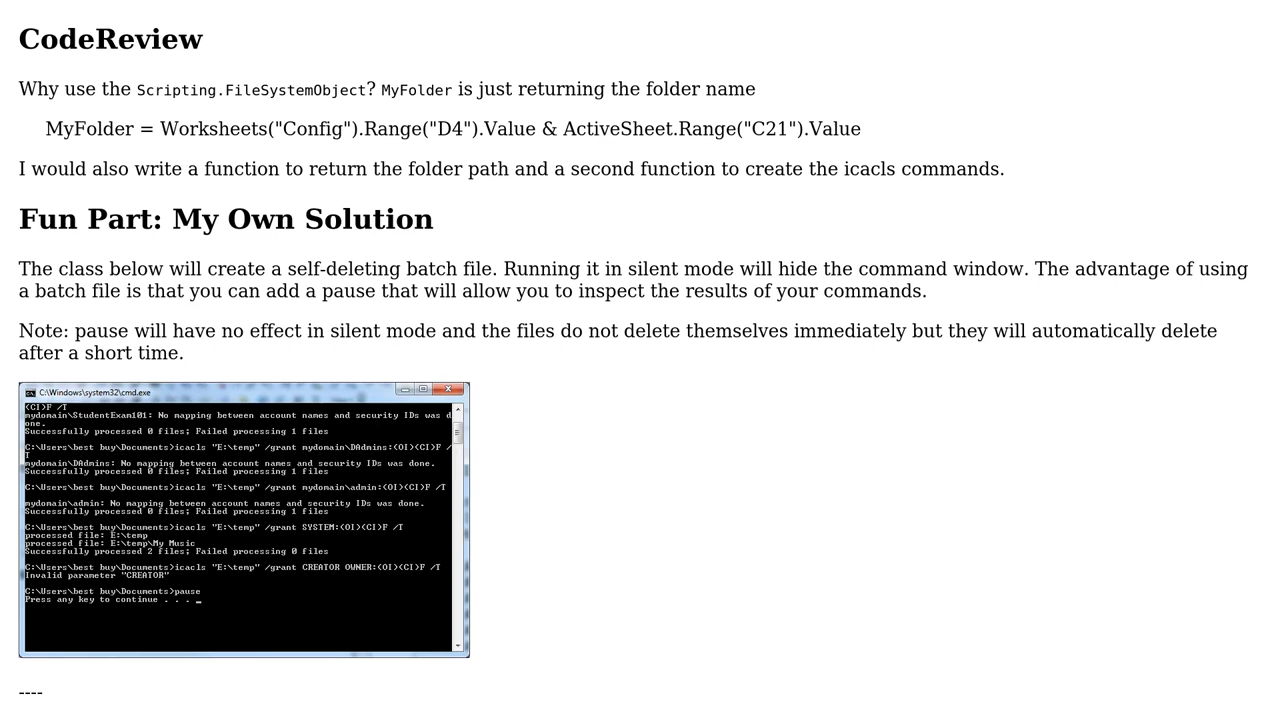 CodeReview
Why use the Scripting.FileSystemObject? MyFolder is just returning the folder name
MyFolder = Worksheets("Config").Range("D4").Value & ActiveSheet.Range("C21").Value
I would also write a function to return the folder path and a second function to create the icacls commands.
Fun Part: My Own Solution
The class below will create a self-deleting batch file. Running it in silent mode will hide the command window. The advantage of using
a batch file is that you can add a pause that will allow you to inspect the results of your commands.
Note: pause will have no effect in silent mode and the files do not delete themselves immediately but they will automatically delete
after a short time.
C:\Windows\system32\cmd.exe
(CI)F /T
mydomain\StudentExam101: No mapping between account names and security IDs was d
one.
Successfully processed 0 files; Failed processing 1 files
C:\Users\best buy\Documents>icacls "E:\temp" /grant mydomain\DAdmins:(OI)(CI)F /
T
mydomain\DAdmins: No mapping between account names and security IDs was done.
Successfully processed 0 files; Failed processing 1 files
C:\Users\best buy\Documents>icacls "E:\temp" /grant mydomain\admin:(OI)(CI)F /T
mydomain\admin: No mapping between account names and security IDs was done.
Successfully processed 0 files; Failed processing 1 files
C:\Users\best buy\Documents>icacls "E:\temp" /grant SYSTEM:(OI)(CI)F /T
processed file: E:\temp
processed file: E:\temp\My Music
Successfully processed 2 files; Failed processing 0 files
C:\Users\best buy\Documents>icacls "E:\temp" /grant CREATOR OWNER:(OI)(CI)F /T
Invalid parameter "CREATOR"
C:\Users\best buy\Documents>pause
Press any key to continue . . . _
----